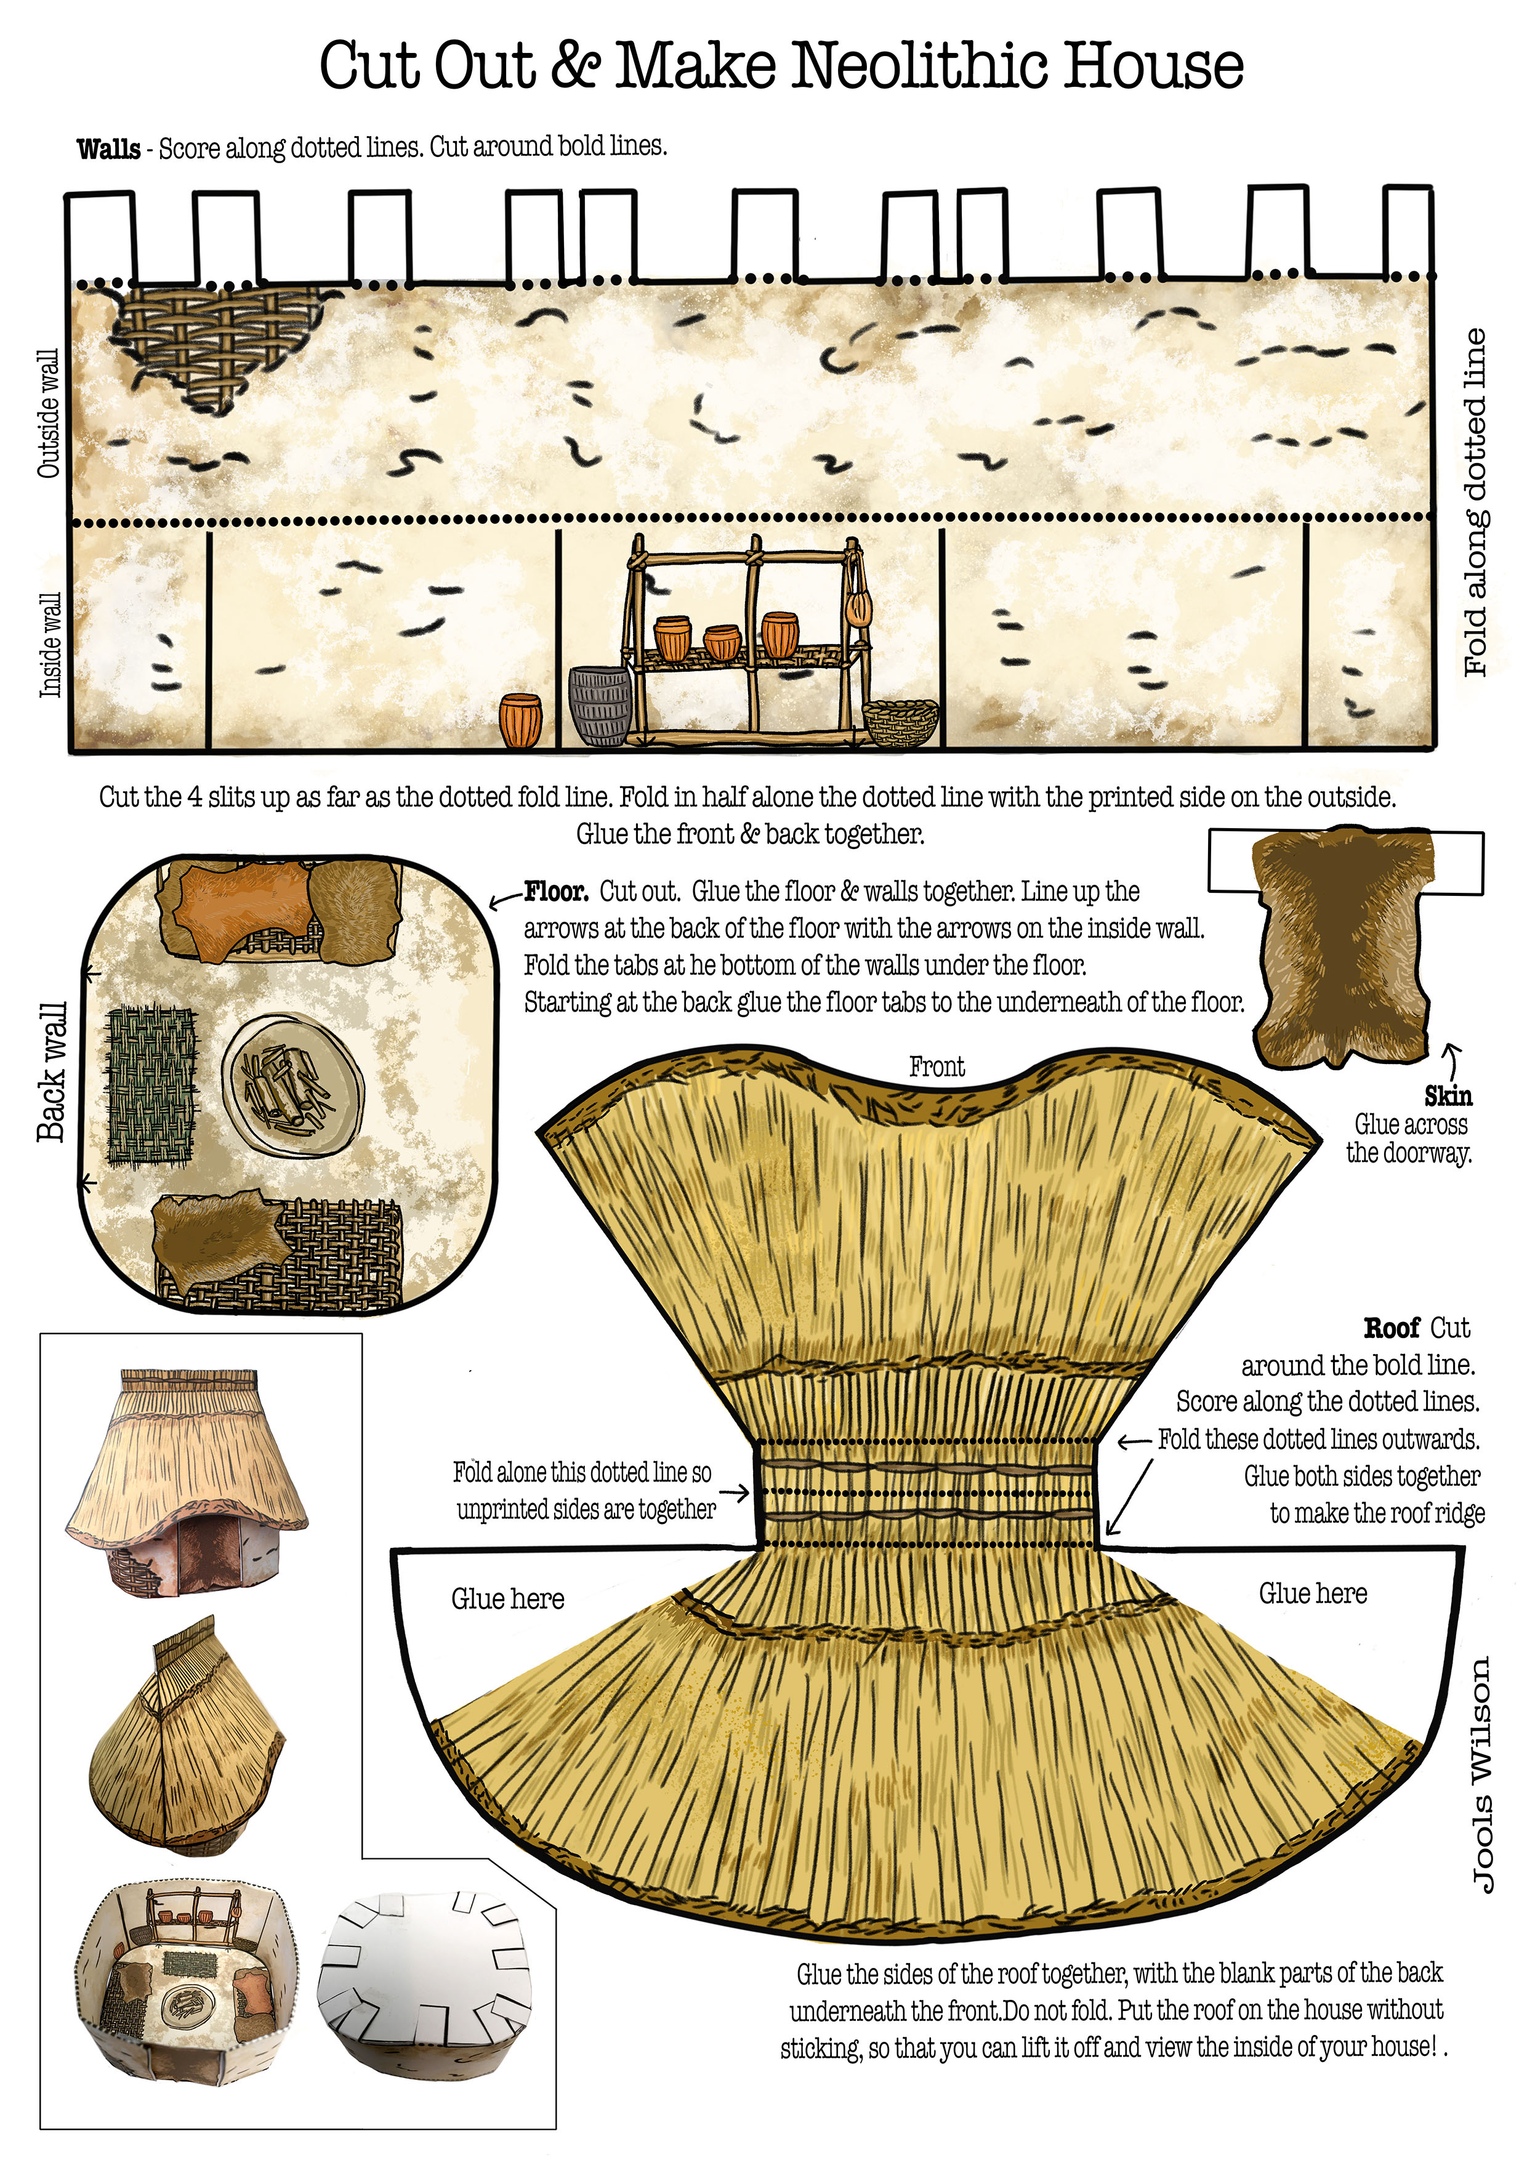 Cut Out & Make Neolithic House
Walls - Score along dotted lines. Cut around bold lines.
Outside wall
Inside wall
Fold along dotted line
Cut the 4 slits up as far as the dotted fold line. Fold in half alone the dotted line with the printed side on the outside.
Glue the front & back together.
Floor. Cut out. Glue the floor & walls together. Line up the
arrows at the back of the floor with the arrows on the inside wall.
Fold the tabs at he bottom of the walls under the floor.
Starting at the back glue the floor tabs to the underneath of the floor.
Back wall
Skin
Glue across
the doorway.
Front
Roof Cut
around the bold line.
Score along the dotted lines.
Fold these dotted lines outwards.
Glue both sides together
to make the roof ridge
Fold alone this dotted line so
unprinted sides are together
Glue here
Glue here
Jools Wilson
Glue the sides of the roof together, with the blank parts of the back
underneath the front.Do not fold. Put the roof on the house without
sticking, so that you can lift it off and view the inside of your house! .